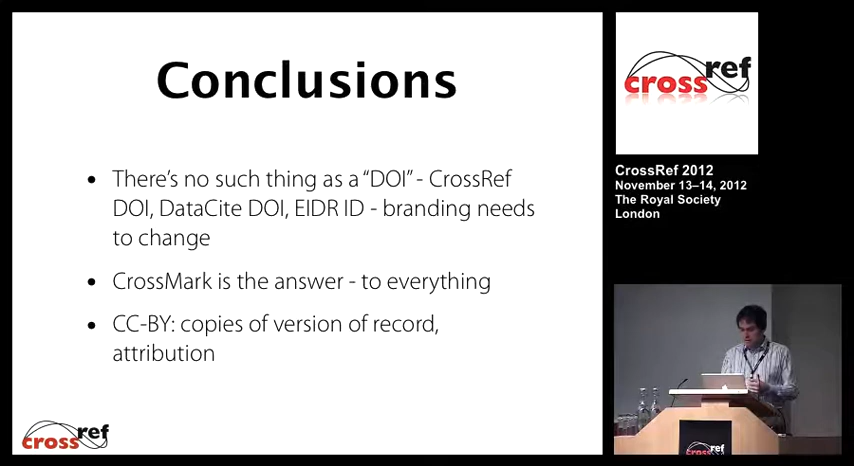 Conclusions
• There's no such thing as a "DOI" - CrossRef
DOI, DataCite DOI, EIDR ID - branding needs
to change
• CrossMark is the answer - to everything
• CC-BY: copies of version of record,
attribution
crossref
crossref
CrossRef 2012
November 13–14, 2012
The Royal Society
London
crossref